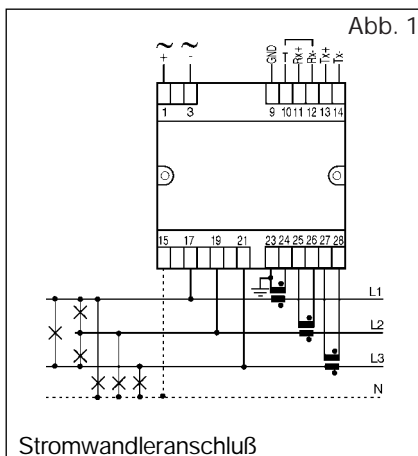 Abb. 1
~ ~
+ -
GND T Rx+ Rx- Tx+ Tx-
1 3 9 10 11 12 13 14
15 17 19 21 23 24 25 26 27 28
L1
L2
L3
N
Stromwandleranschluß